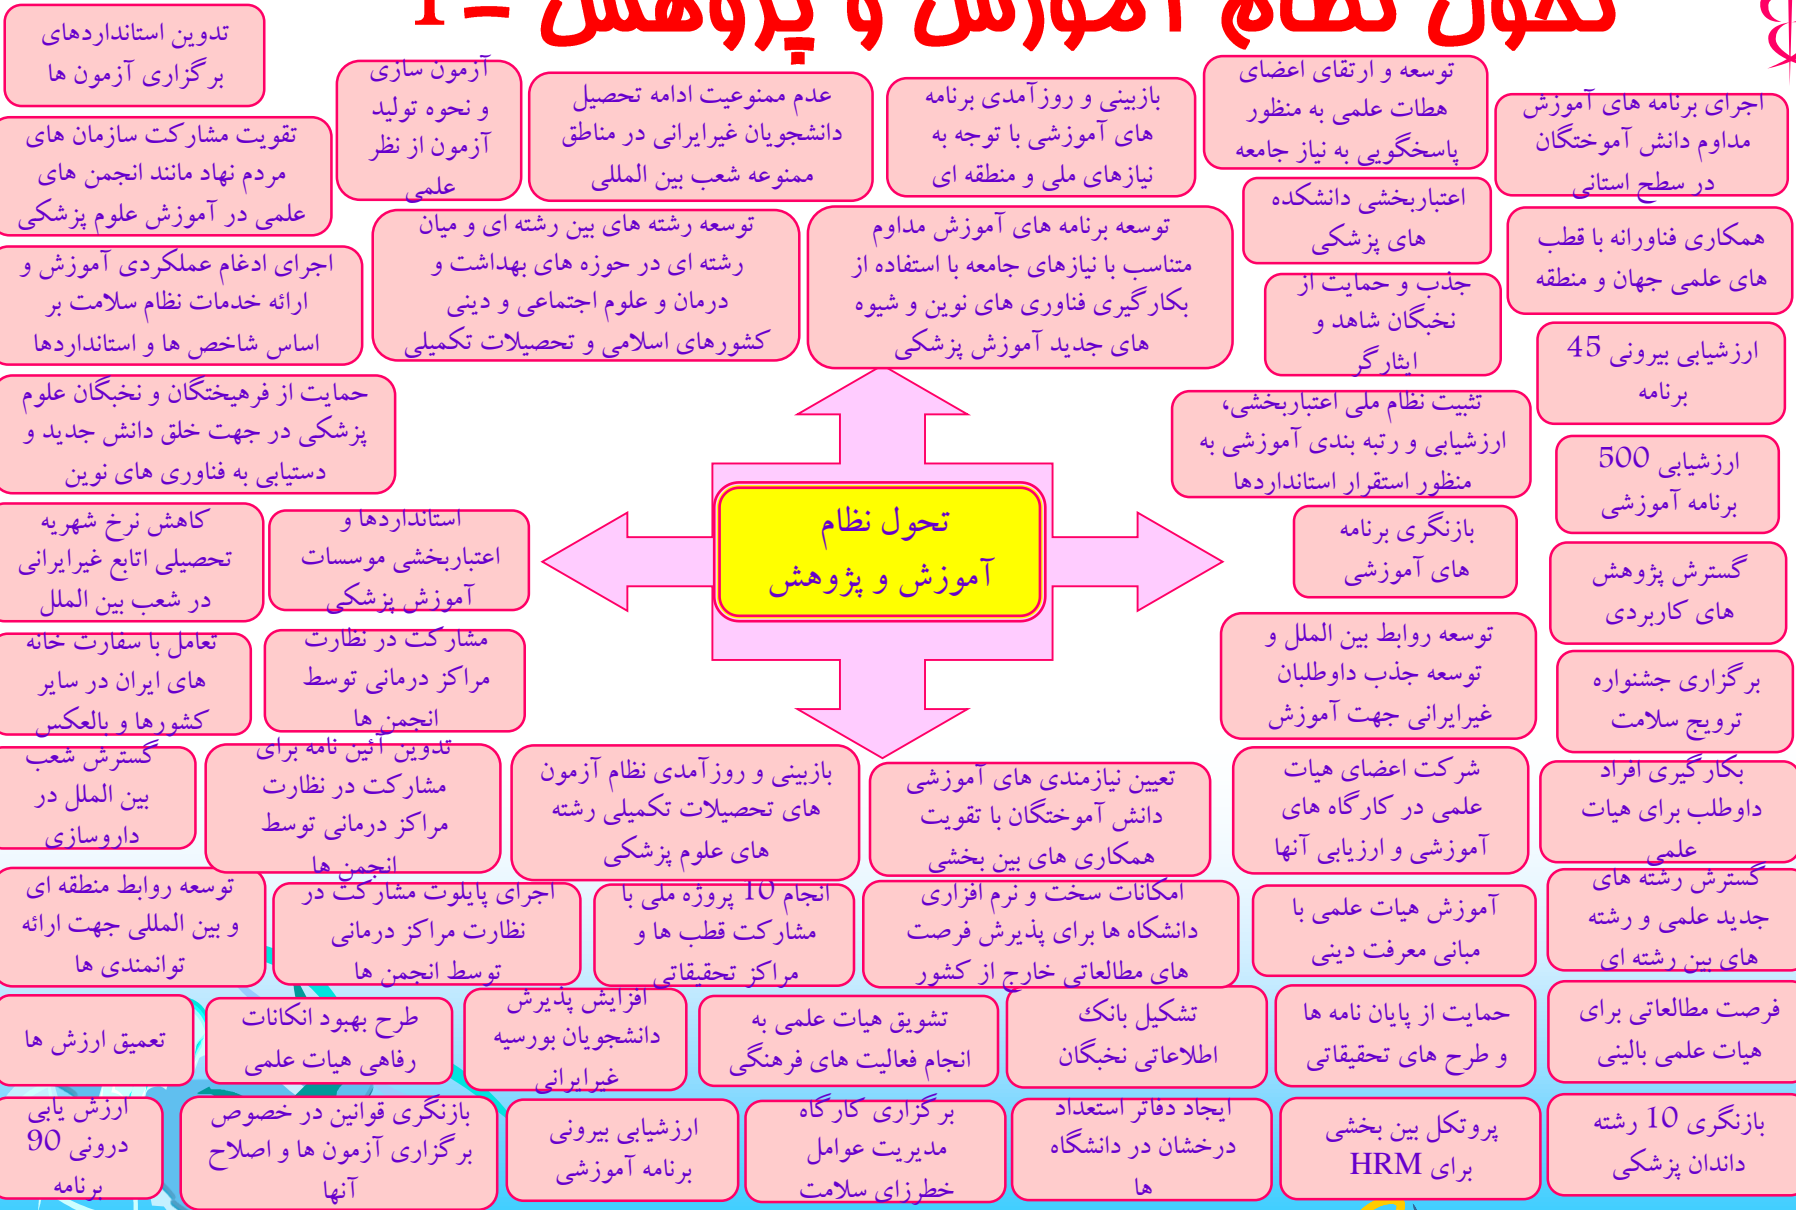 تحول نظام آموزش و پژوهش -1
تدوین استانداردهای
برگزاری آزمون ها
آزمون سازی
و نحوه تولید
آزمون از نظر
علمی
عدم ممنوعیت ادامه تحصیل
دانشجویان غیرایرانی در مناطق
ممنوعه شعب بین المللی
بازبینی و روزآمدی برنامه
های آموزشی با توجه به
نیازهای ملی و منطقه ای
توسعه و ارتقای اعضای
هطات علمی به منظور
پاسخگویی به نیاز جامعه
اجرای برنامه های آموزش
مداوم دانش آموختگان
در سطح استانی
تقویت مشارکت سازمان های
مردم نهاد مانند انجمن های
علمی در آموزش علوم پزشکی
توسعه رشته های بین رشته ای و میان
رشته ای در حوزه های بهداشت و
درمان و علوم اجتماعی و دینی
کشورهای اسلامی و تحصیلات تکمیلی
توسعه برنامه های آموزش مداوم
متناسب با نیازهای جامعه با استفاده از
بکارگیری فناوری های نوین و شیوه
های جدید آموزش پزشکی
اعتباربخشی دانشکده
های پزشکی
همکاری فناورانه با قطب
های علمی جهان و منطقه
اجرای ادغام عملکردی آموزش و
ارائه خدمات نظام سلامت بر
اساس شاخص ها و استانداردها
جذب و حمایت از
نخبگان شاهد و
ایثارگر
ارزشیابی بیرونی 45
برنامه
حمایت از فرهیختگان و نخبگان علوم
پزشکی در جهت خلق دانش جدید و
دستیابی به فناوری های نوین
تثبیت نظام ملی اعتباربخشی،
ارزشیابی و رتبه بندی آموزشی به
منظور استقرار استانداردها
ارزشیابی 500
برنامه آموزشی
کاهش نرخ شهریه
تحصیلی اتابع غیرایرانی
در شعب بین الملل
استانداردها و
اعتباربخشی موسسات
آموزش پزشکی
تحول نظام
آموزش و پژوهش
بازنگری برنامه
های آموزشی
گسترش پژوهش
های کاربردی
تعامل با سفارت خانه
های ایران در سایر
کشورها و بالعکس
مشارکت در نظارت
مراکز درمانی توسط
انجمن ها
توسعه روابط بین الملل و
توسعه جذب داوطلبان
غیرایرانی جهت آموزش
برگزاری جشنواره
ترویج سلامت
گسترش شعب
بین الملل در
داروسازی
تدوین آئین نامه برای
مشارکت در نظارت
مراکز درمانی توسط
انجمن ها
بازبینی و روزآمدی نظام آزمون
های تحصیلات تکمیلی رشته
های علوم پزشکی
تعیین نیازمندی های آموزشی
دانش آموختگان با تقویت
همکاری های بین بخشی
شرکت اعضای هیات
علمی در کارگاه های
آموزشی و ارزیابی آنها
بکارگیری افراد
داوطلب برای هیات
علمی
توسعه روابط منطقه ای
و بین المللی جهت ارائه
توانمندی ها
اجرای پایلوت مشارکت در
نظارت مراکز درمانی
توسط انجمن ها
انجام 10 پروژه ملی با
مشارکت قطب ها و
مراکز تحقیقاتی
امکانات سخت و نرم افزاری
دانشگاه ها برای پذیرش فرصت
های مطالعاتی خارج از کشور
آموزش هیات علمی با
مبانی معرفت دینی
گسترش رشته های
جدید علمی و رشته
های بین رشته ای
تعمیق ارزش ها
طرح بهبود انکانات
رفاهی هیات علمی
افزایش پذیرش
دانشجویان بورسیه
غیرایرانی
تشویق هیات علمی به
انجام فعالیت های فرهنگی
تشکیل بانک
اطلاعاتی نخبگان
حمایت از پایان نامه ها
و طرح های تحقیقاتی
فرصت مطالعاتی برای
هیات علمی بالینی
ارزش یابی
درونی 90
برنامه
بازنگری قوانین در خصوص
برگزاری آزمون ها و اصلاح
آنها
ارزشیابی بیرونی
برنامه آموزشی
برگزاری کارگاه
مدیریت عوامل
خطرزای سلامت
ایجاد دفاتر استعداد
درخشان در دانشگاه
ها
پروتکل بین بخشی
برای HRM
بازنگری 10 رشته
داندان پزشکی